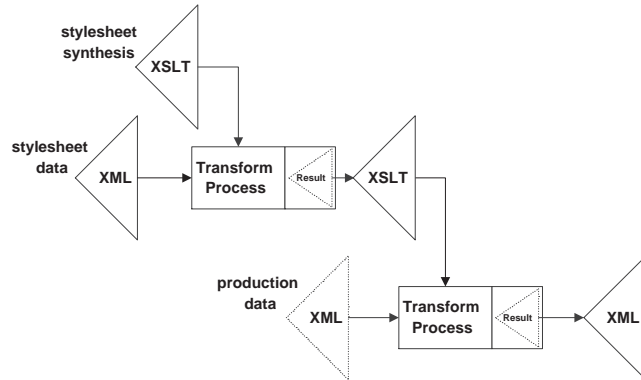 stylesheet
synthesis
XSLT
stylesheet
data
XML
Transform
Process
Result
XSLT
production
data
XML
Transform
Process
Result
XML